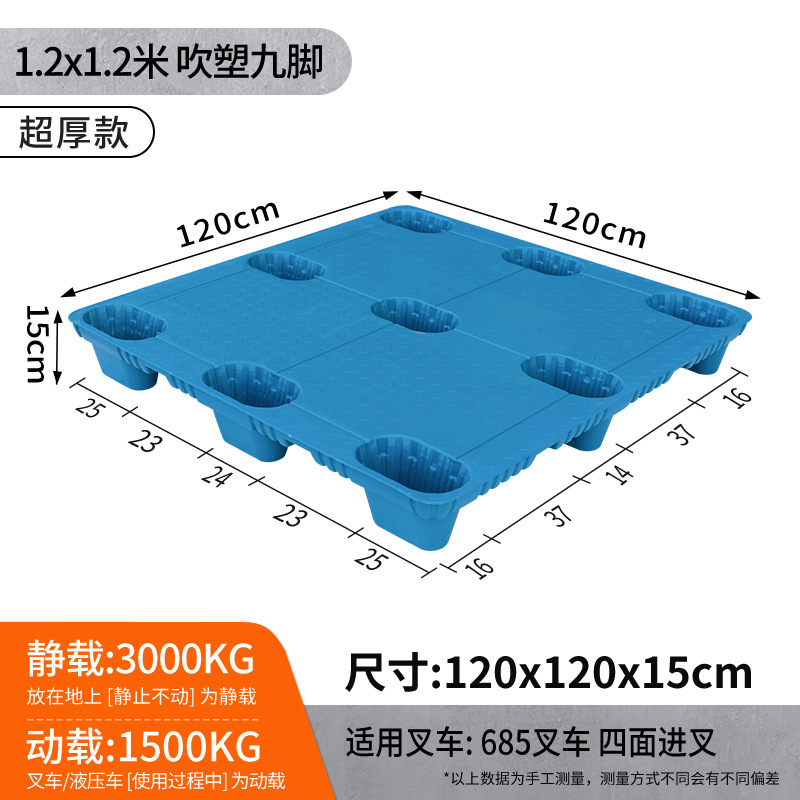 1.2x1.2米 吹塑九脚
超厚款
120cm
120cm
15cm
25
23
24
23
25
16
37
14
37
16
静载:3000KG
放在地上 [静止不动] 为静载
动载:1500KG
叉车/液压车 [使用过程中] 为动载
尺寸:120x120x15cm
适用叉车: 685叉车 四面进叉
*以上数据为手工测量，测量方式不同会有不同偏差